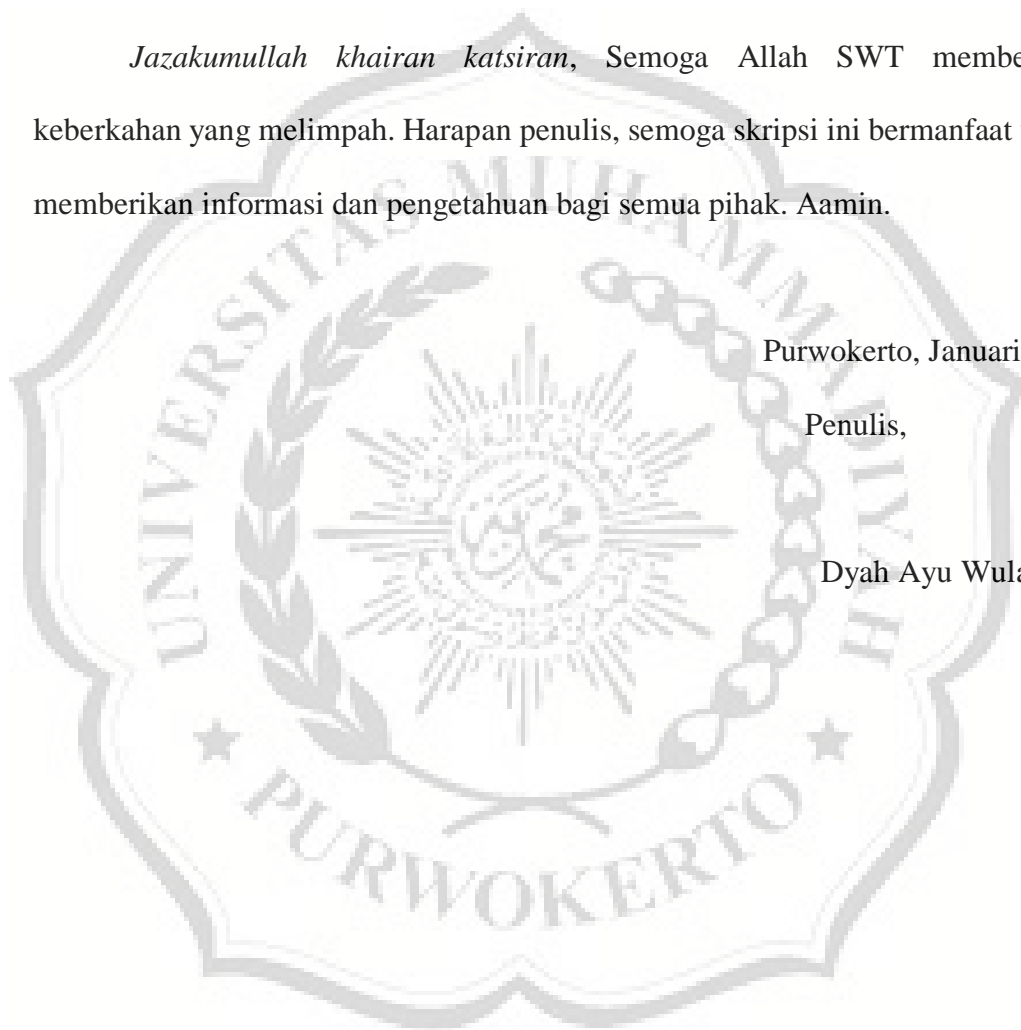 Jazakumullah khairan katsiran, Semoga Allah SWT membe
keberkahan yang melimpah. Harapan penulis, semoga skripsi ini bermanfaat
memberikan informasi dan pengetahuan bagi semua pihak. Aamin.
Purwokerto, Januari
Penulis,
Dyah Ayu Wula
UNIVERSITAS MUHAMMADIYAH
★ PURWOKERTO ★